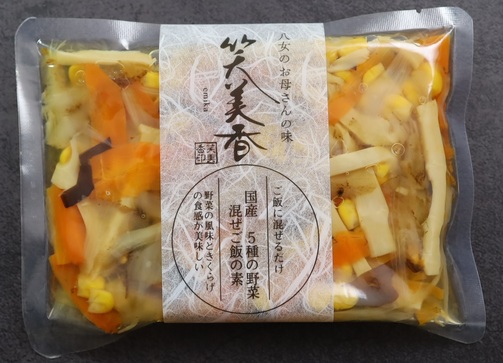 八女のお母さんの味
笑美香
emika
ご飯に混ぜるだけ
国産 5種の野菜
混ぜご飯の素
野菜の風味ときくらげ
の食感が美味しい